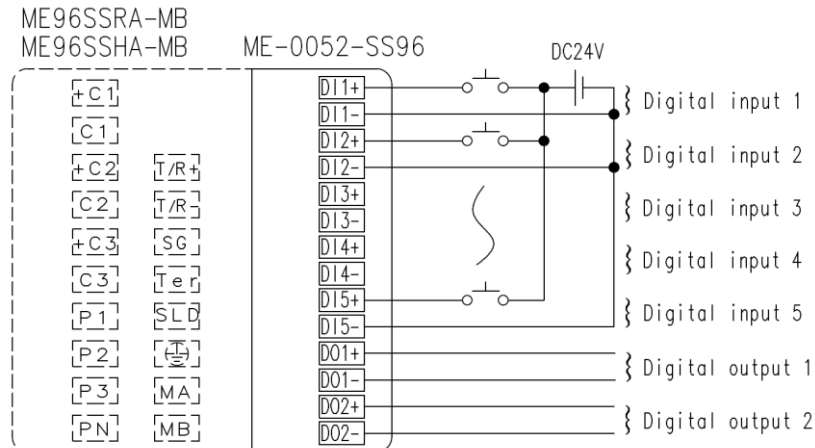 ME96SSRA-MB
ME96SSHA-MB ME-0052-SS96 DC24V
+C1
C1
+C2 T/R+
C2 T/R-
+C3 SG
C3 Ter
P1 SLD
P2
P3 MA
PN MB
DI1+
DI1-
DI2+
DI2-
DI3+
DI3-
DI4+
DI4-
DI5+
DI5-
DO1+
DO1-
DO2+
DO2-
Digital input 1
Digital input 2
Digital input 3
Digital input 4
Digital input 5
Digital output 1
Digital output 2